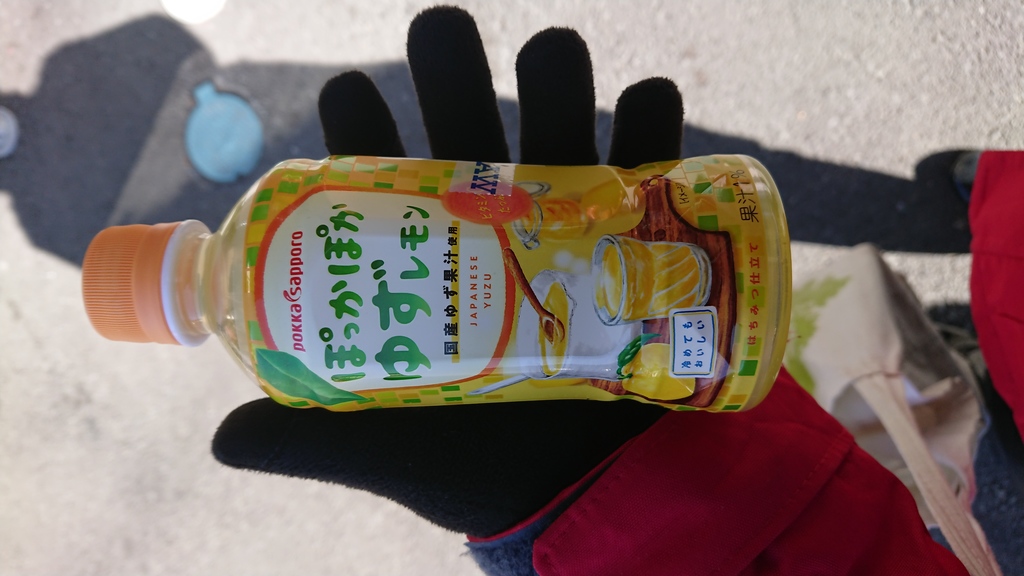 POKKA SAPPORO
ぽっかぽか
ゆずレモン
国産ゆず果汁使用
JAPANESE
YUZU
冷めても
おいしい
はちみつ仕立て
果汁1%